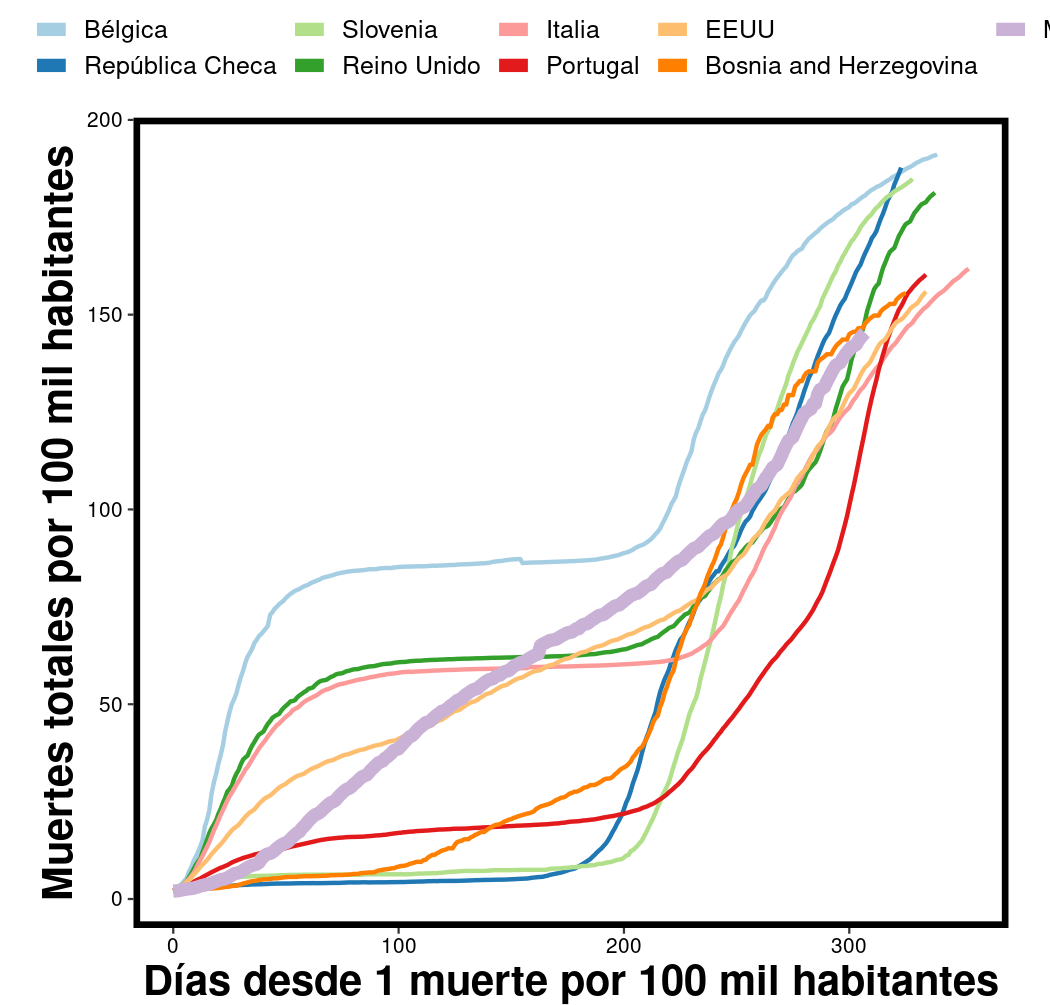 Bélgica Slovenia Italia EEUU
República Checa Reino Unido Portugal Bosnia and Herzegovina
200
150
100
50
0
Muertes totales por 100 mil habitantes
0 100 200 300
Días desde 1 muerte por 100 mil habitantes